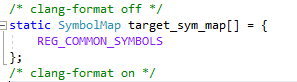 /* clang-format off */
static SymbolMap target_sym_map[] = {
    REG_COMMON_SYMBOLS
};
/* clang-format on */